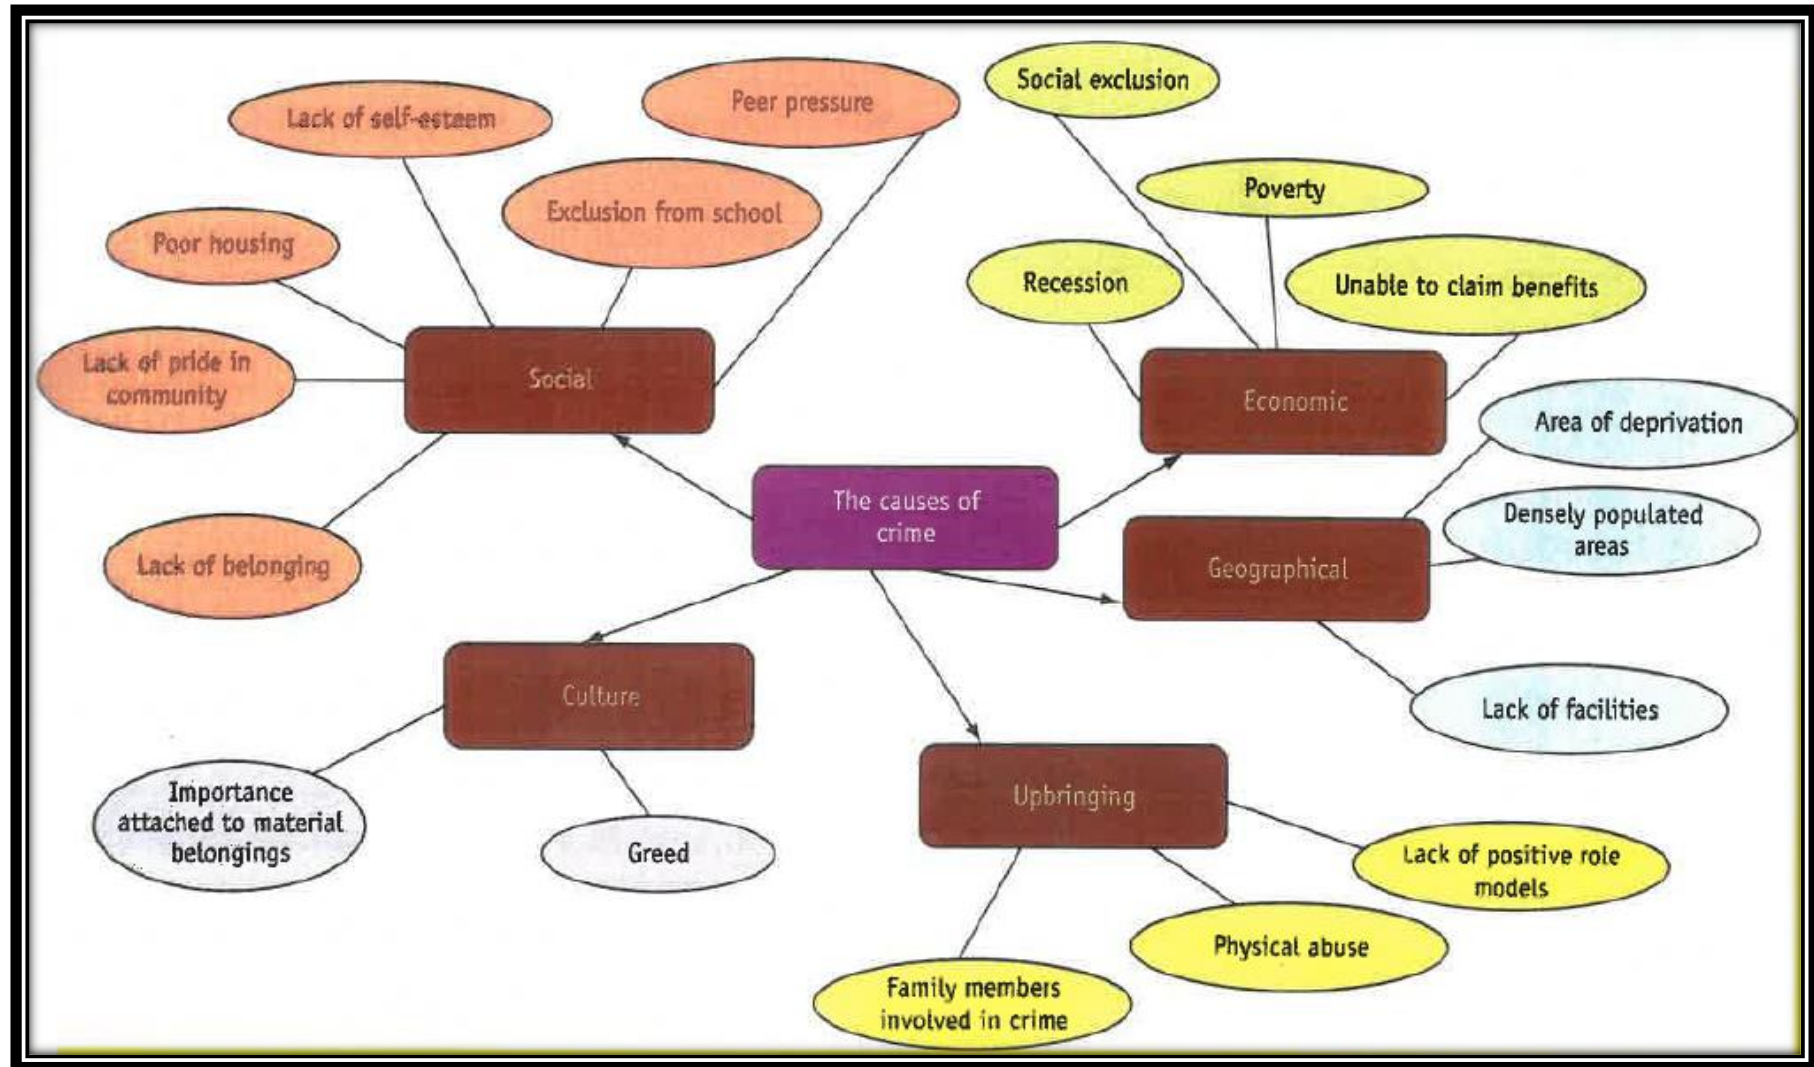 Social exclusion
Peer pressure
Lack of self-esteem
Poverty
Exclusion from school
Poor housing
Recession
Unable to claim benefits
Lack of pride in
community
Social
Economic
Area of deprivation
The causes of
crime
Densely populated
areas
Geographical
Lack of belonging
Culture
Lack of facilities
Importance
attached to material
belongings
Greed
Upbringing
Lack of positive role
models
Physical abuse
Family members
involved in crime